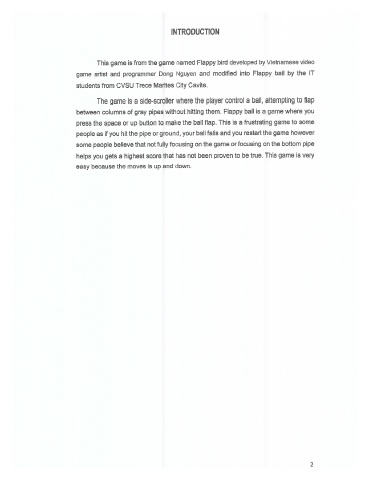 INTRODUCTION
This game is from the game named Flappy bird developed by Vietnamese video
game artist and programmer Dong Nguyen and modified into Flappy ball by the IT
students from CVSU Trece Marties City Cavite.
The game is a side-scroller where the player control a ball, attempting to flap
between columns of gray pipes without hitting them. Flappy ball is a game where you
press the space or up button to make the ball flap. This is a frustrating game to some
people as if you hit the pipe or ground, your ball falls and you restart the game however
some people believe that not fully focusing on the game or focusing on the bottom pipe
helps you gets a highest score that has not been proven to be true. This game is very
easy because the moves is up and down.
2